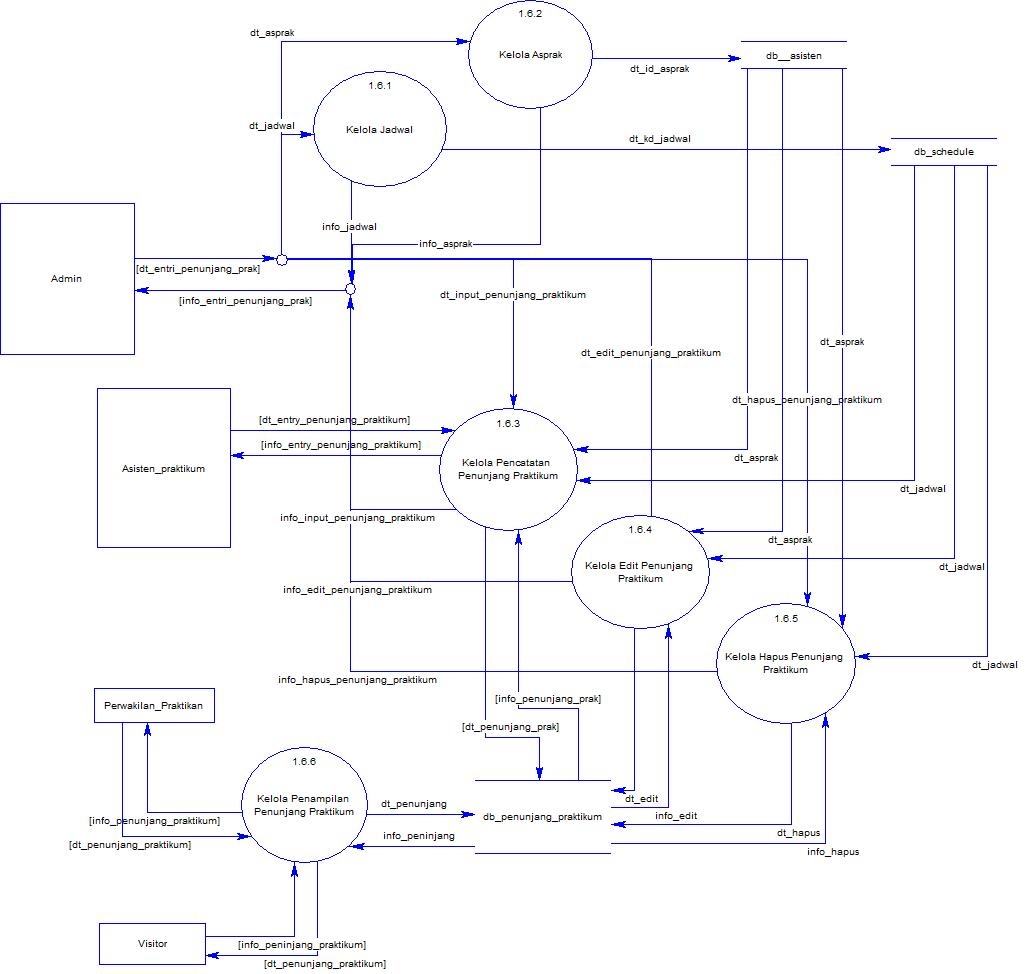 1.6.2
dt_asprak
Kelola Asprak
db__asisten
dt_id_asprak
1.6.1
dt_jadwal
Kelola Jadwal
dt_kd_jadwal
db_schedule
info_jadwal
info_asprak
Admin
[dt_entri_penunjang_prak]
[info_entri_penunjang_prak]
dt_input_penunjang_praktikum
dt_asprak
dt_edit_penunjang_praktikum
dt_hapus_penunjang_praktikum
[dt_entry_penunjang_praktikum]
1.6.3
[info_entry_penunjang_praktikum]
dt_asprak
Asisten_praktikum
Kelola Pencatatan
Penunjang Praktikum
dt_jadwal
info_input_penunjang_praktikum
1.6.4
dt_asprak
Kelola Edit Penunjang
Praktikum
dt_jadwal
info_edit_penunjang_praktikum
1.6.5
Kelola Hapus Penunjang
Praktikum
dt_jadwal
info_hapus_penunjang_praktikum
[info_penunjang_prak]
Perwakilan_Praktikan
[dt_penunjang_prak]
1.6.6
Kelola Penampilan
Penunjang Praktikum
dt_penunjang
dt_edit
db_penunjang_praktikum
info_edit
[info_penunjang_praktikum]
info_peninjang
dt_hapus
[dt_penunjang_praktikum]
info_hapus
Visitor
[info_peninjang_praktikum]
[dt_penunjang_praktikum]